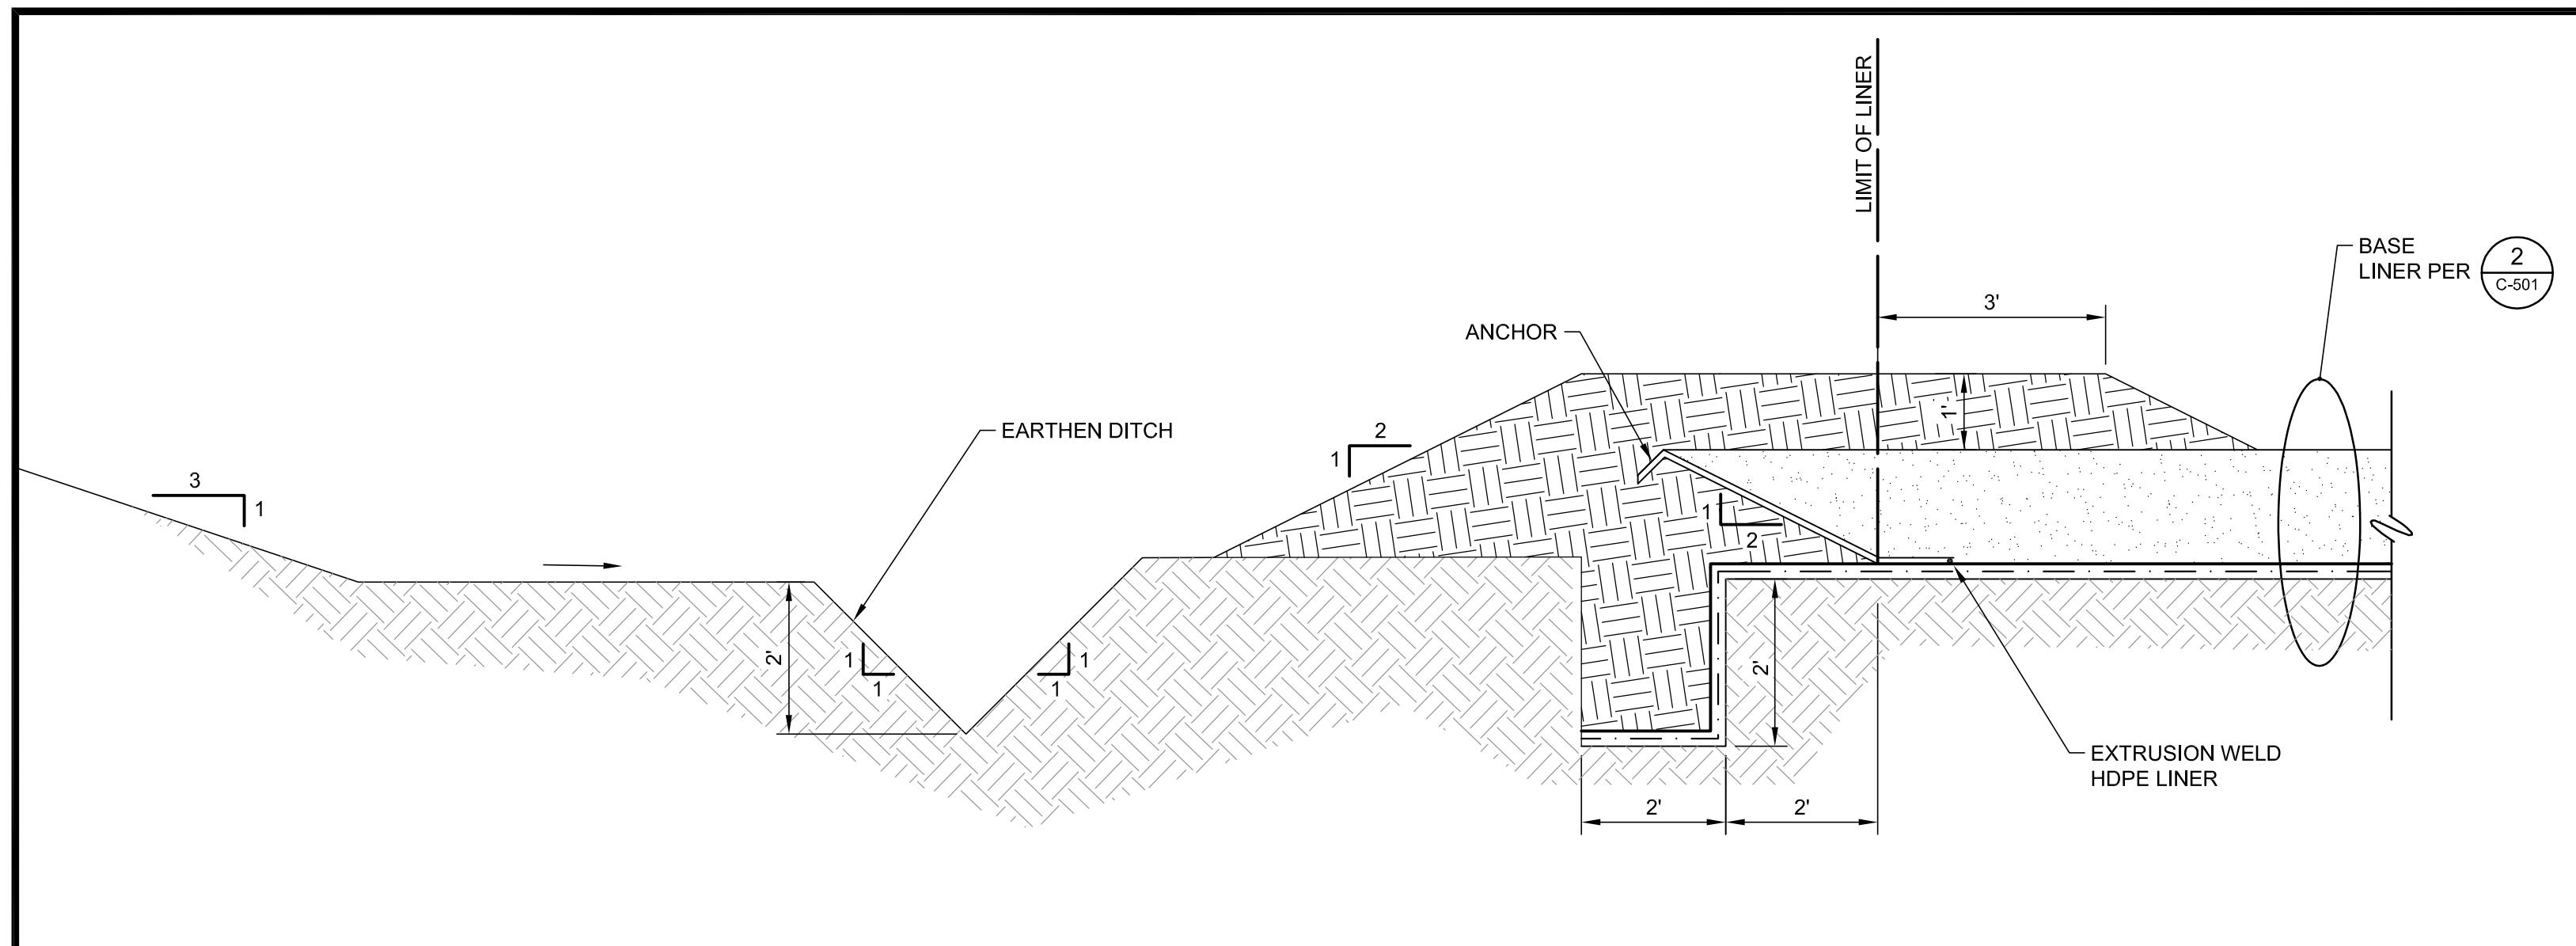 LIMIT OF LINER
BASE
LINER PER
2
C-501
3'
ANCHOR
1'
EARTHEN DITCH
2
1
3
1
1
2
2'
1
1
1
1
2'
EXTRUSION WELD
HDPE LINER
2'
2'